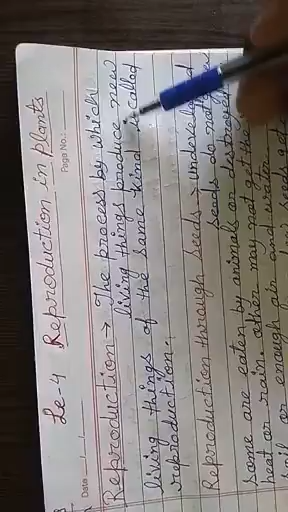 Le-4 Reproduction in plants
Page No.:
Date
Reproduction → The process by which
living things produce new
living things of the same kind is called
reproduction.
Reproduction through seeds →
seeds do
some are eaten by animals or destroyed
heat or rain. Other may not get the
soil or enough air and water.